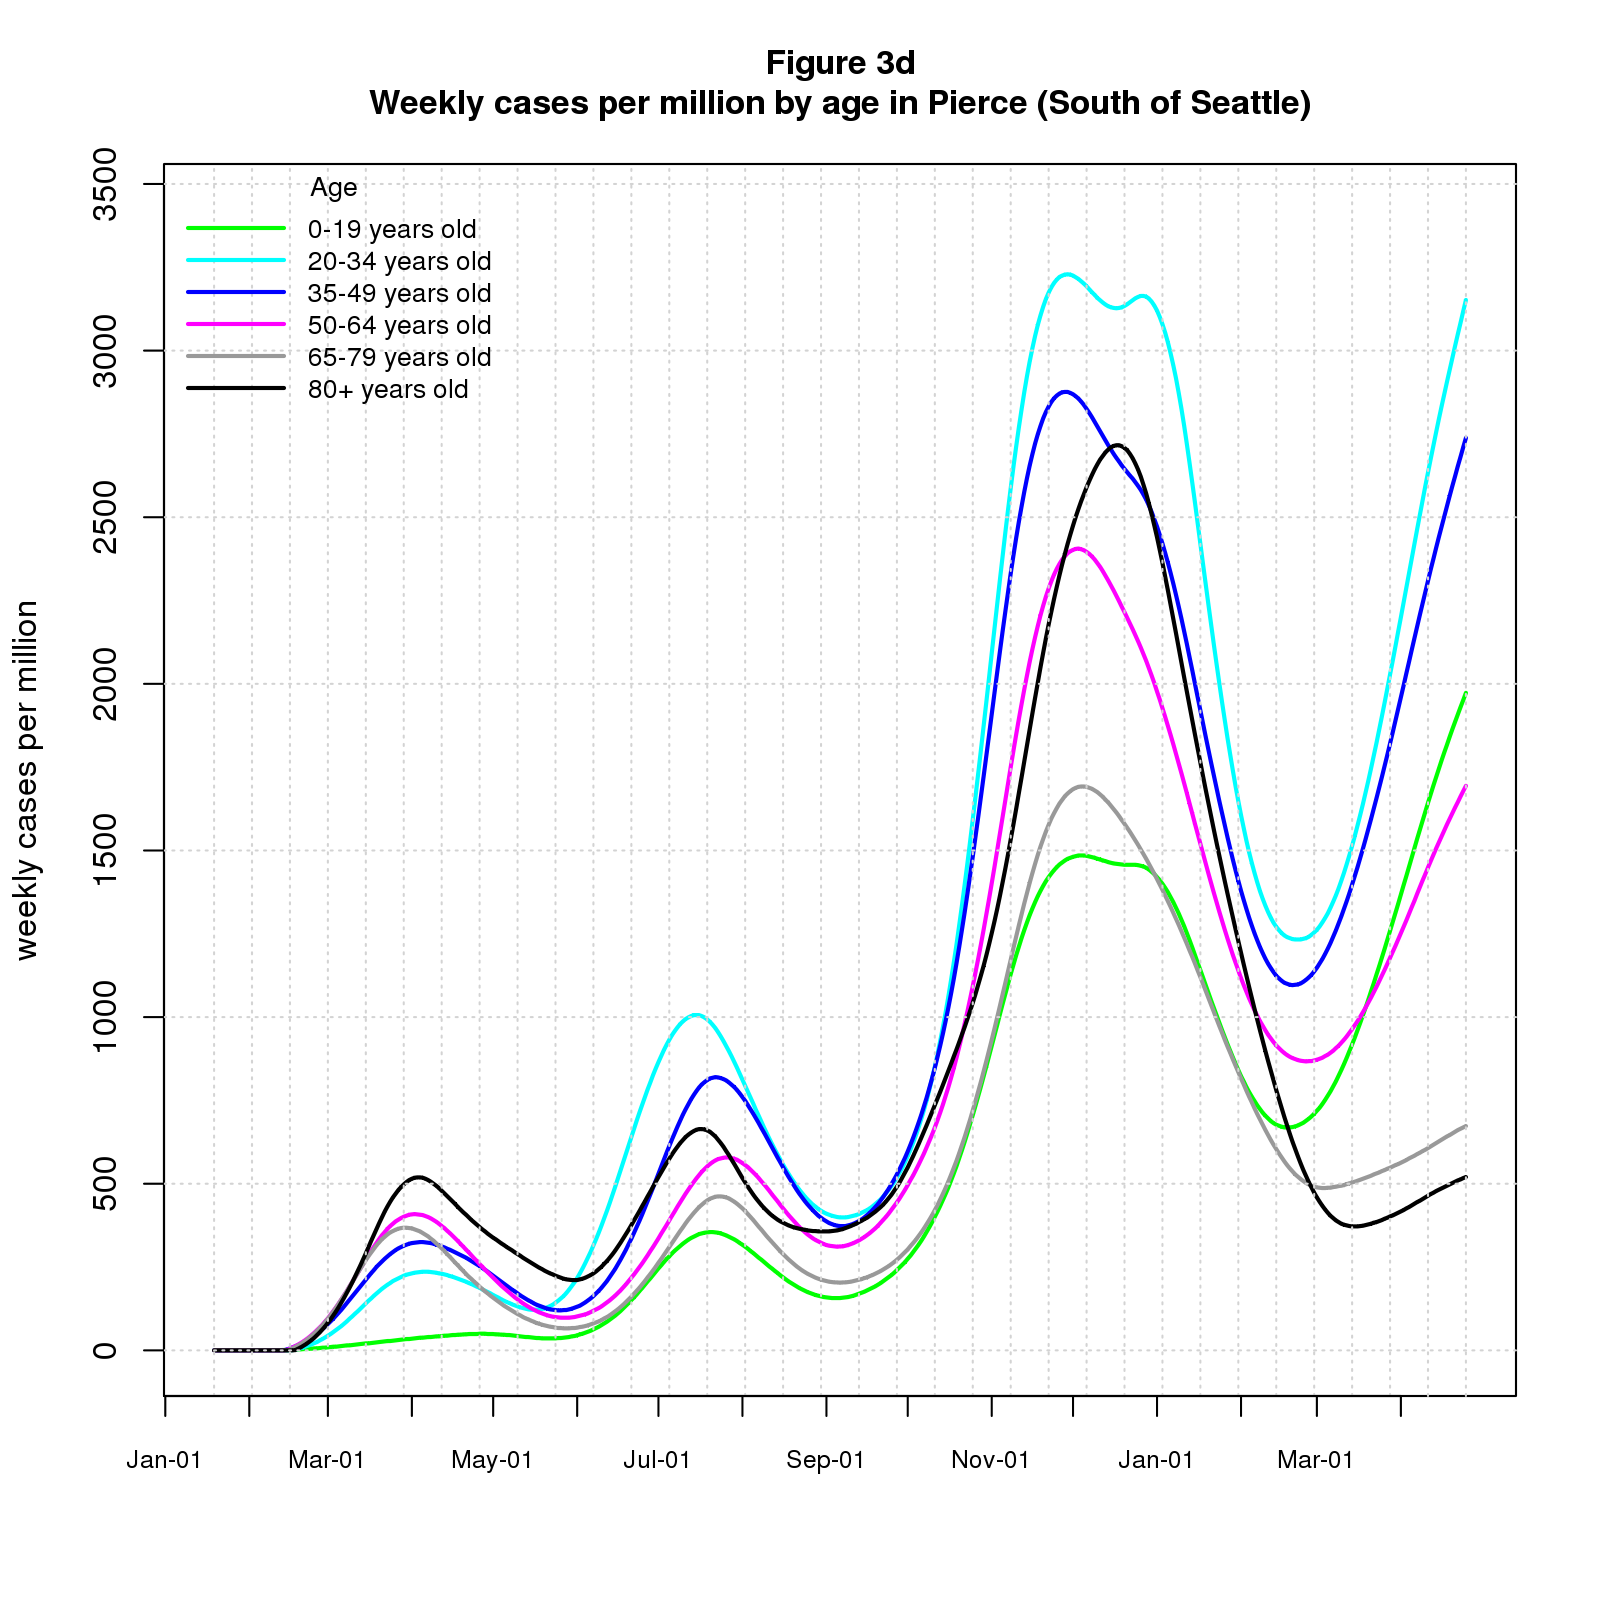 Figure 3d
Weekly cases per million by age in Pierce (South of Seattle)
weekly cases per million
3500
3000
2500
2000
1500
1000
500
0
Age
0-19 years old
20-34 years old
35-49 years old
50-64 years old
65-79 years old
80+ years old
Jan-01 Mar-01 May-01 Jul-01 Sep-01 Nov-01 Jan-01 Mar-01